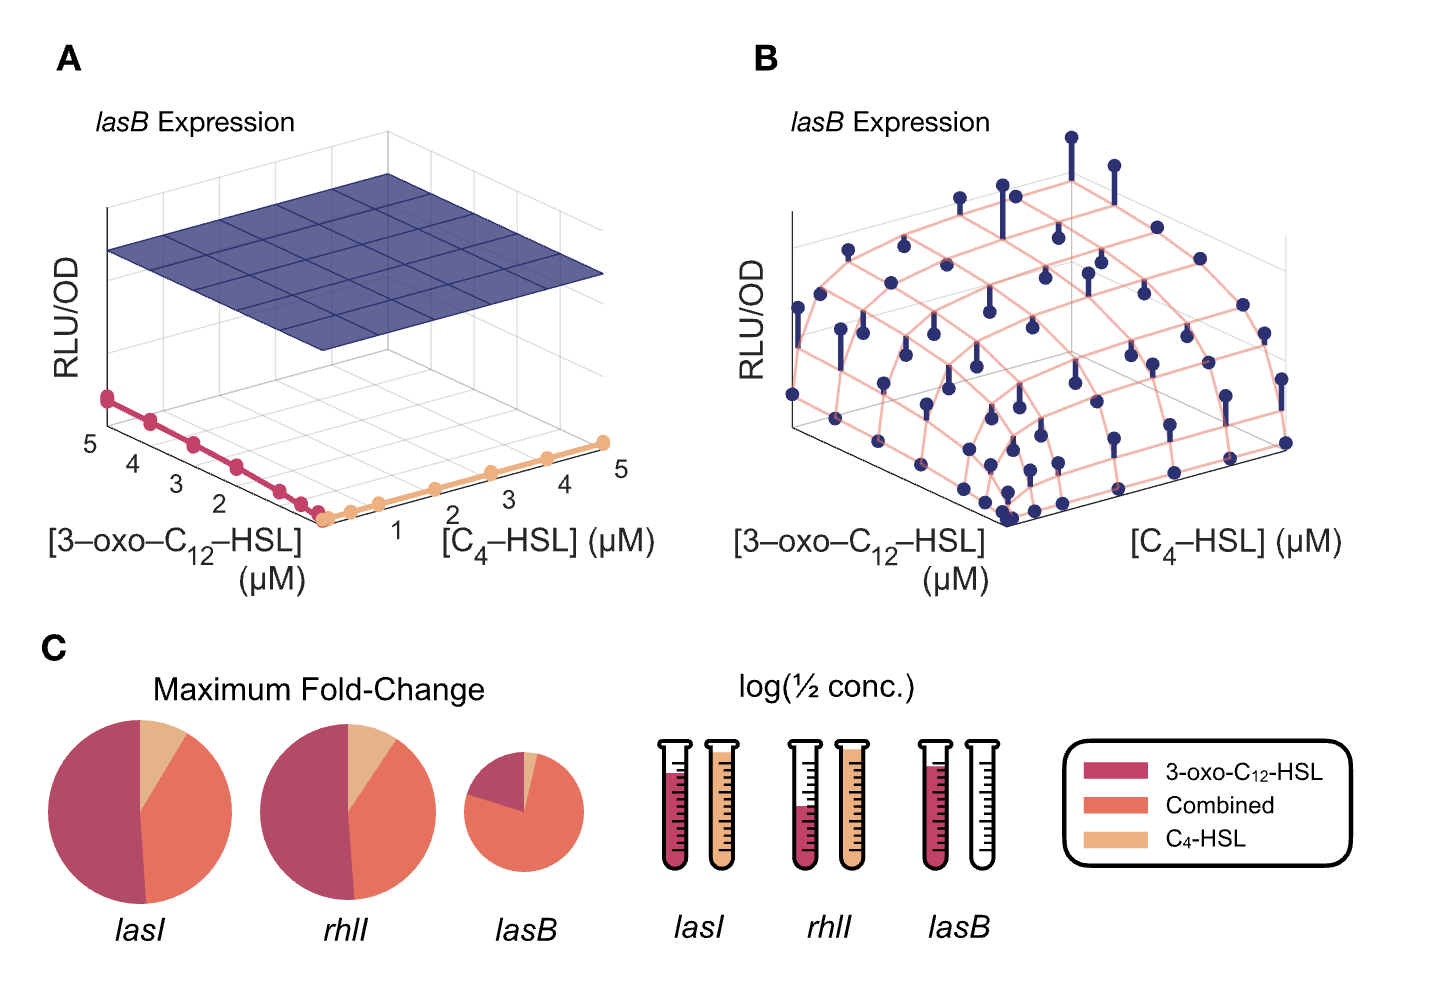 A
B
lasB Expression
lasB Expression
RLU/OD
RLU/OD
5
4
3
2
1
2
3
4
5
[3–oxo–C12–HSL]
(µM)
[C4–HSL] (µM)
[3–oxo–C12–HSL]
(µM)
[C4–HSL] (µM)
C
Maximum Fold-Change
log(½ conc.)
3-oxo-C12-HSL
Combined
C4-HSL
lasI
rhlI
lasB
lasI
rhlI
lasB